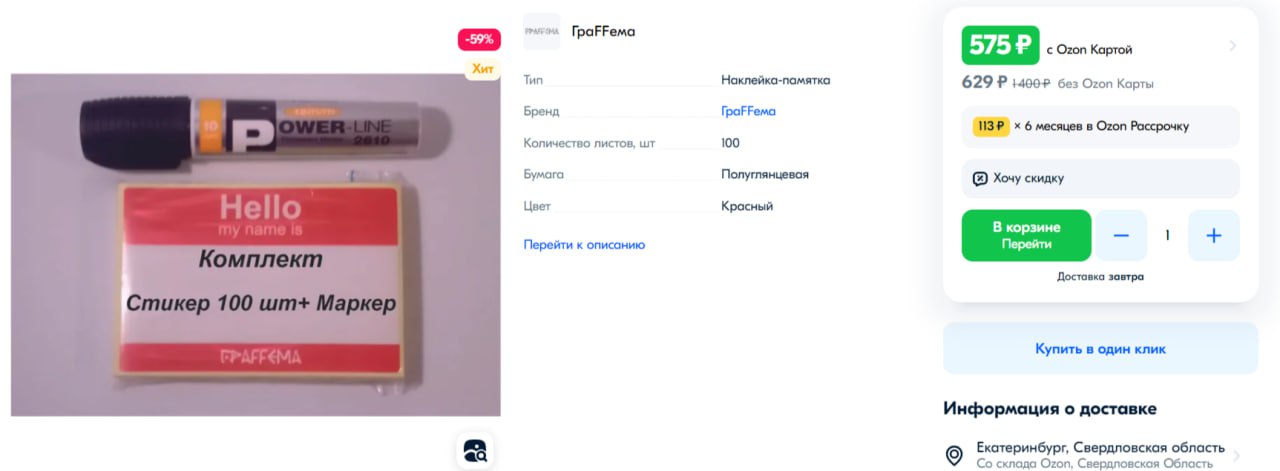 -59%
Хит
10
POWER-LINE
2610
Hello
my name is
Комплект
Стикер 100 шт+ Маркер
ГРАFFЕМА
ГРАFFЕМА
ГраFFема
Тип Наклейка-памятка
Бренд ГраFFема
Количество листов, шт 100
Бумага Полуглянцевая
Цвет Красный
Перейти к описанию
575 ₽ с Ozon Картой
629 ₽ 1 400 ₽ без Ozon Карты
113 ₽ × 6 месяцев в Ozon Рассрочку
Хочу скидку
В корзине
Перейти
1
Доставка завтра
Купить в один клик
Информация о доставке
Екатеринбург, Свердловская область
Со склада Ozon, Свердловская Область